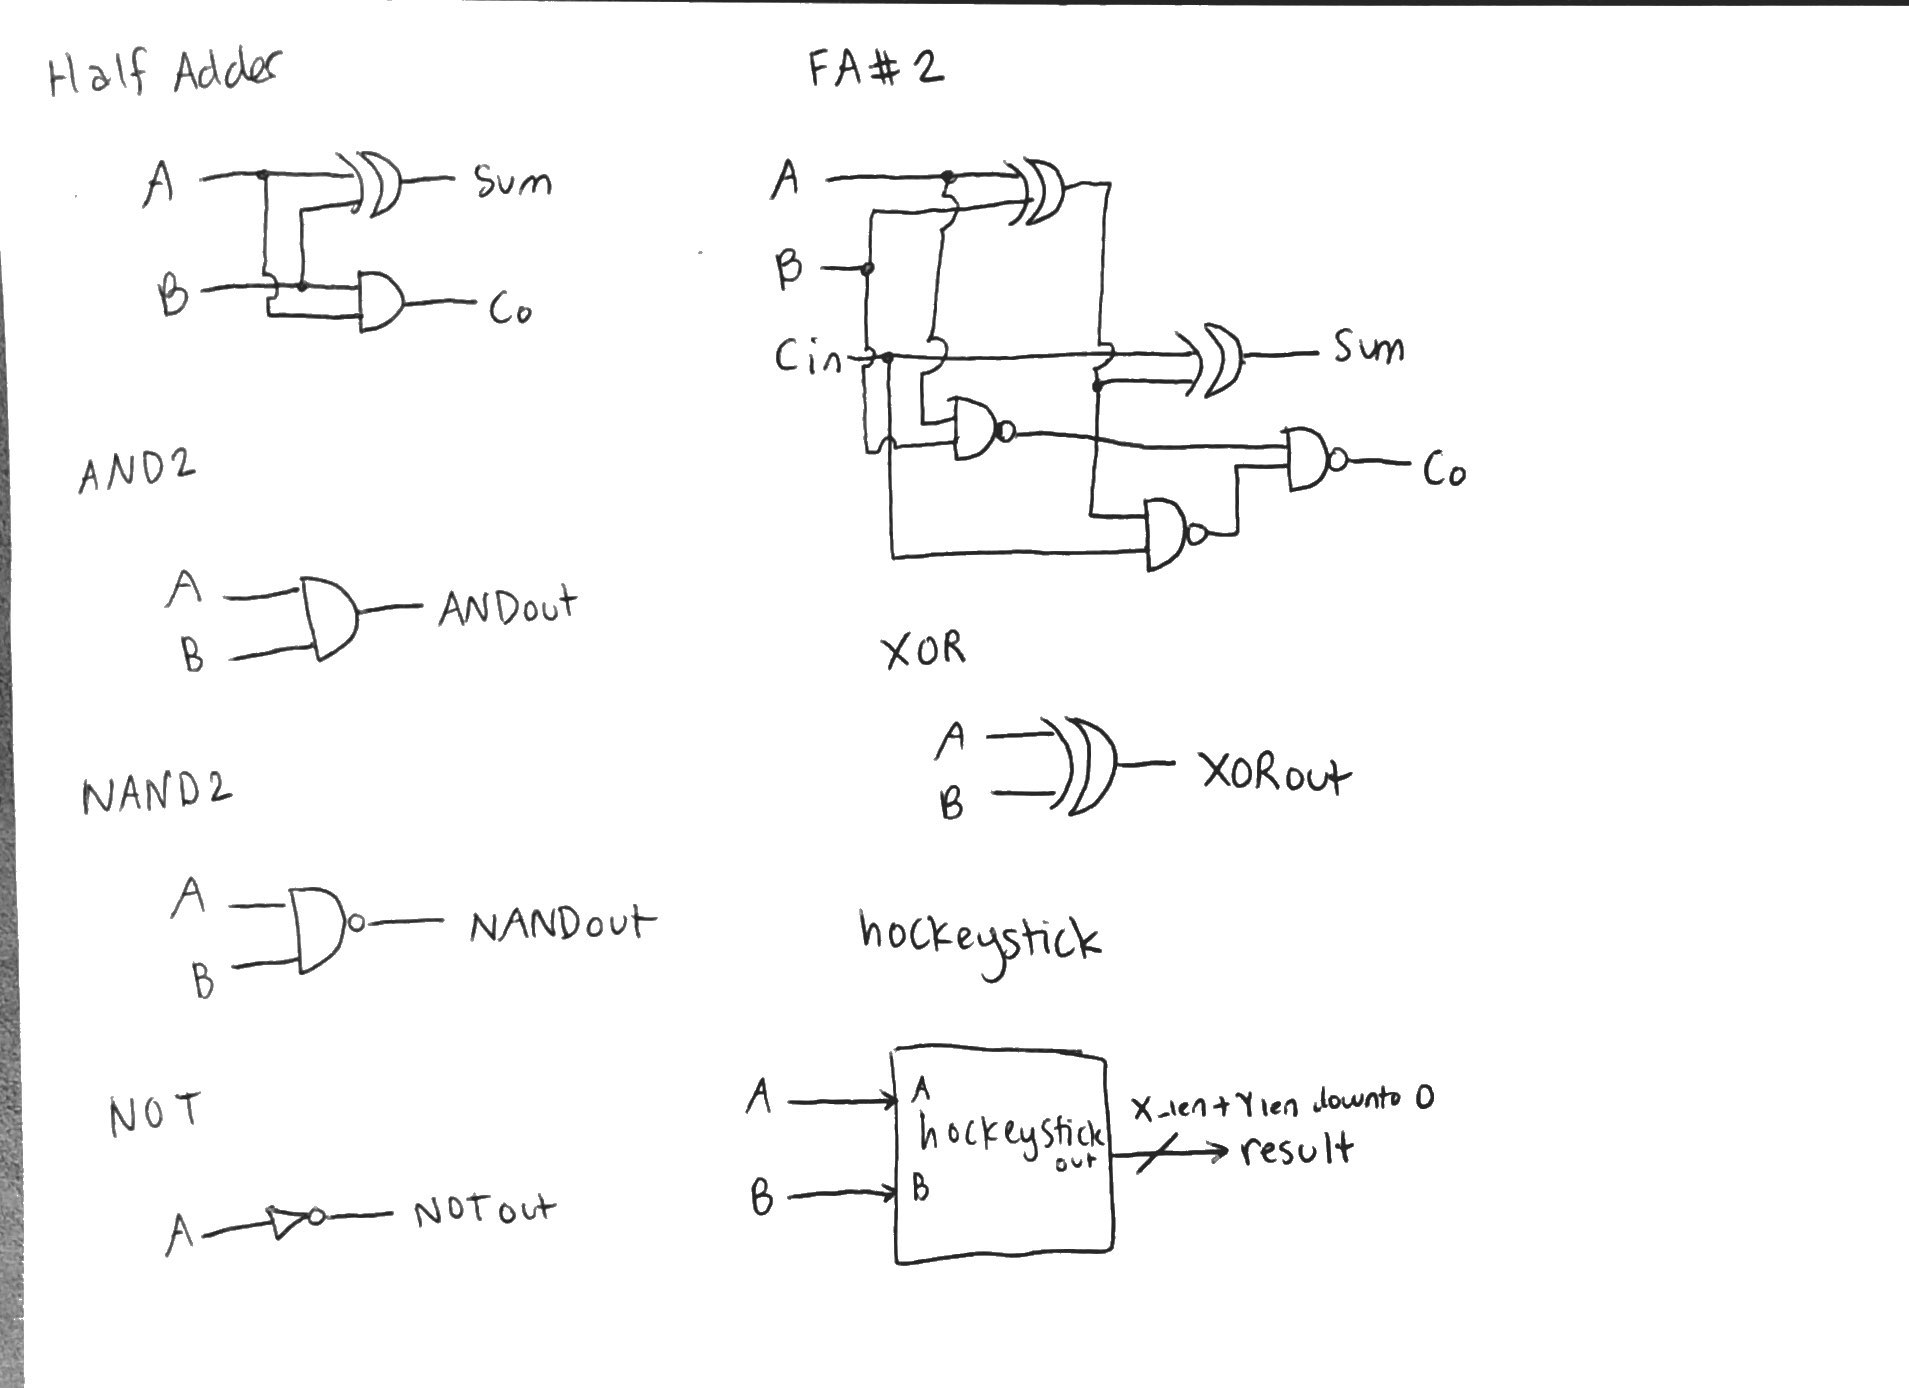 Half Adder
A
Sum
B
Co
AND2
A
ANDout
B
NAND2
A
NANDout
B
NOT
A
NOTout
FA#2
A
B
Cin
Sum
Co
XOR
A
XORout
B
hockeystick
A
A
hockeystick
out
B
B
X_len + Ylen downto 0
result